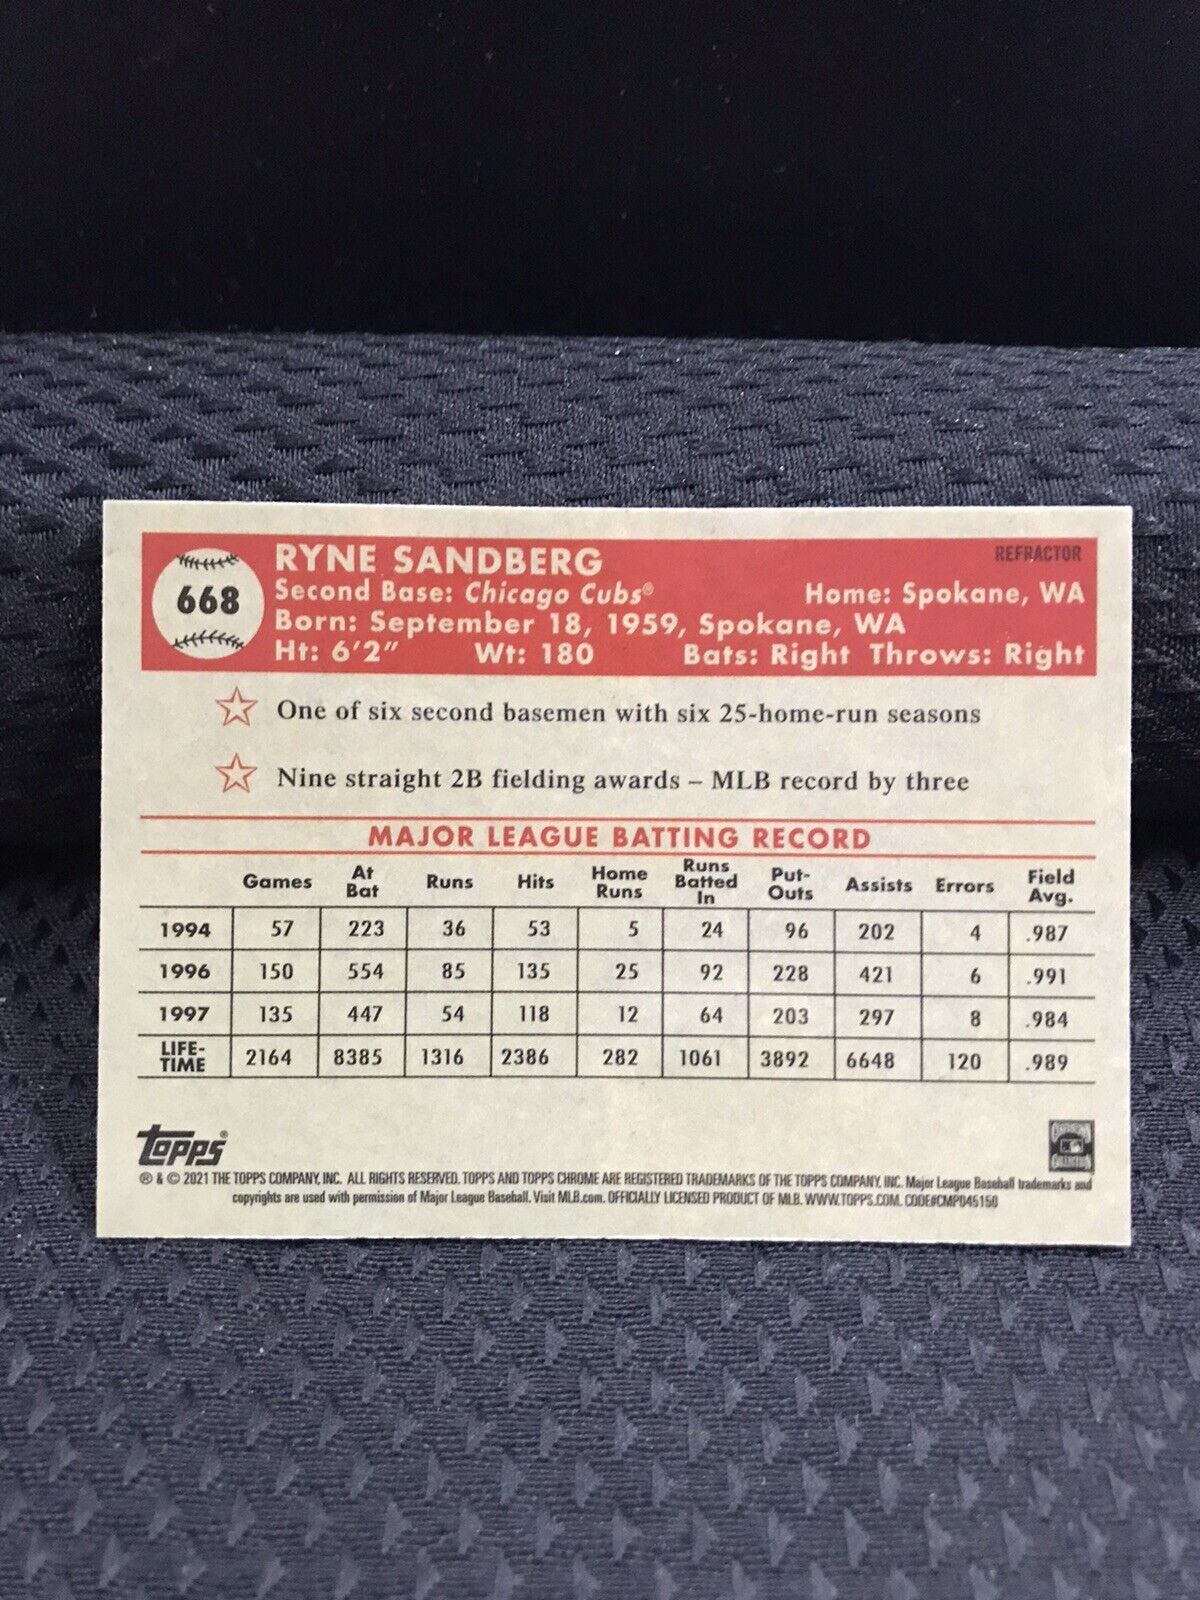 668
RYNE SANDBERG
REFRACTOR
Second Base: Chicago Cubs® Home: Spokane, WA
Born: September 18, 1959, Spokane, WA
Ht: 6'2" Wt: 180 Bats: Right Throws: Right
One of six second basemen with six 25-home-run seasons
Nine straight 2B fielding awards – MLB record by three
MAJOR LEAGUE BATTING RECORD
Games At Bat Runs Hits Home Runs Runs Batted In Put-Outs Assists Errors Field Avg.
1994 57 223 36 53 5 24 96 202 4 .987
1996 150 554 85 135 25 92 228 421 6 .991
1997 135 447 54 118 12 64 203 297 8 .984
LIFE-TIME 2164 8385 1316 2386 282 1061 3892 6648 120 .989
Topps®
® & © 2021 THE TOPPS COMPANY, INC. ALL RIGHTS RESERVED. TOPPS AND TOPPS CHROME ARE REGISTERED TRADEMARKS OF THE TOPPS COMPANY, INC. Major League Baseball trademarks and
copyrights are used with permission of Major League Baseball. Visit MLB.com. OFFICIALLY LICENSED PRODUCT OF MLB. WWW.TOPPS.COM. CODE#CMP045150